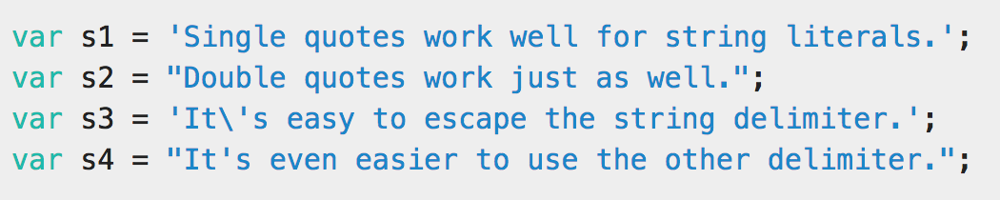 var s1 = 'Single quotes work well for string literals.';
var s2 = "Double quotes work just as well.";
var s3 = 'It\'s easy to escape the string delimiter.';
var s4 = "It's even easier to use the other delimiter.";